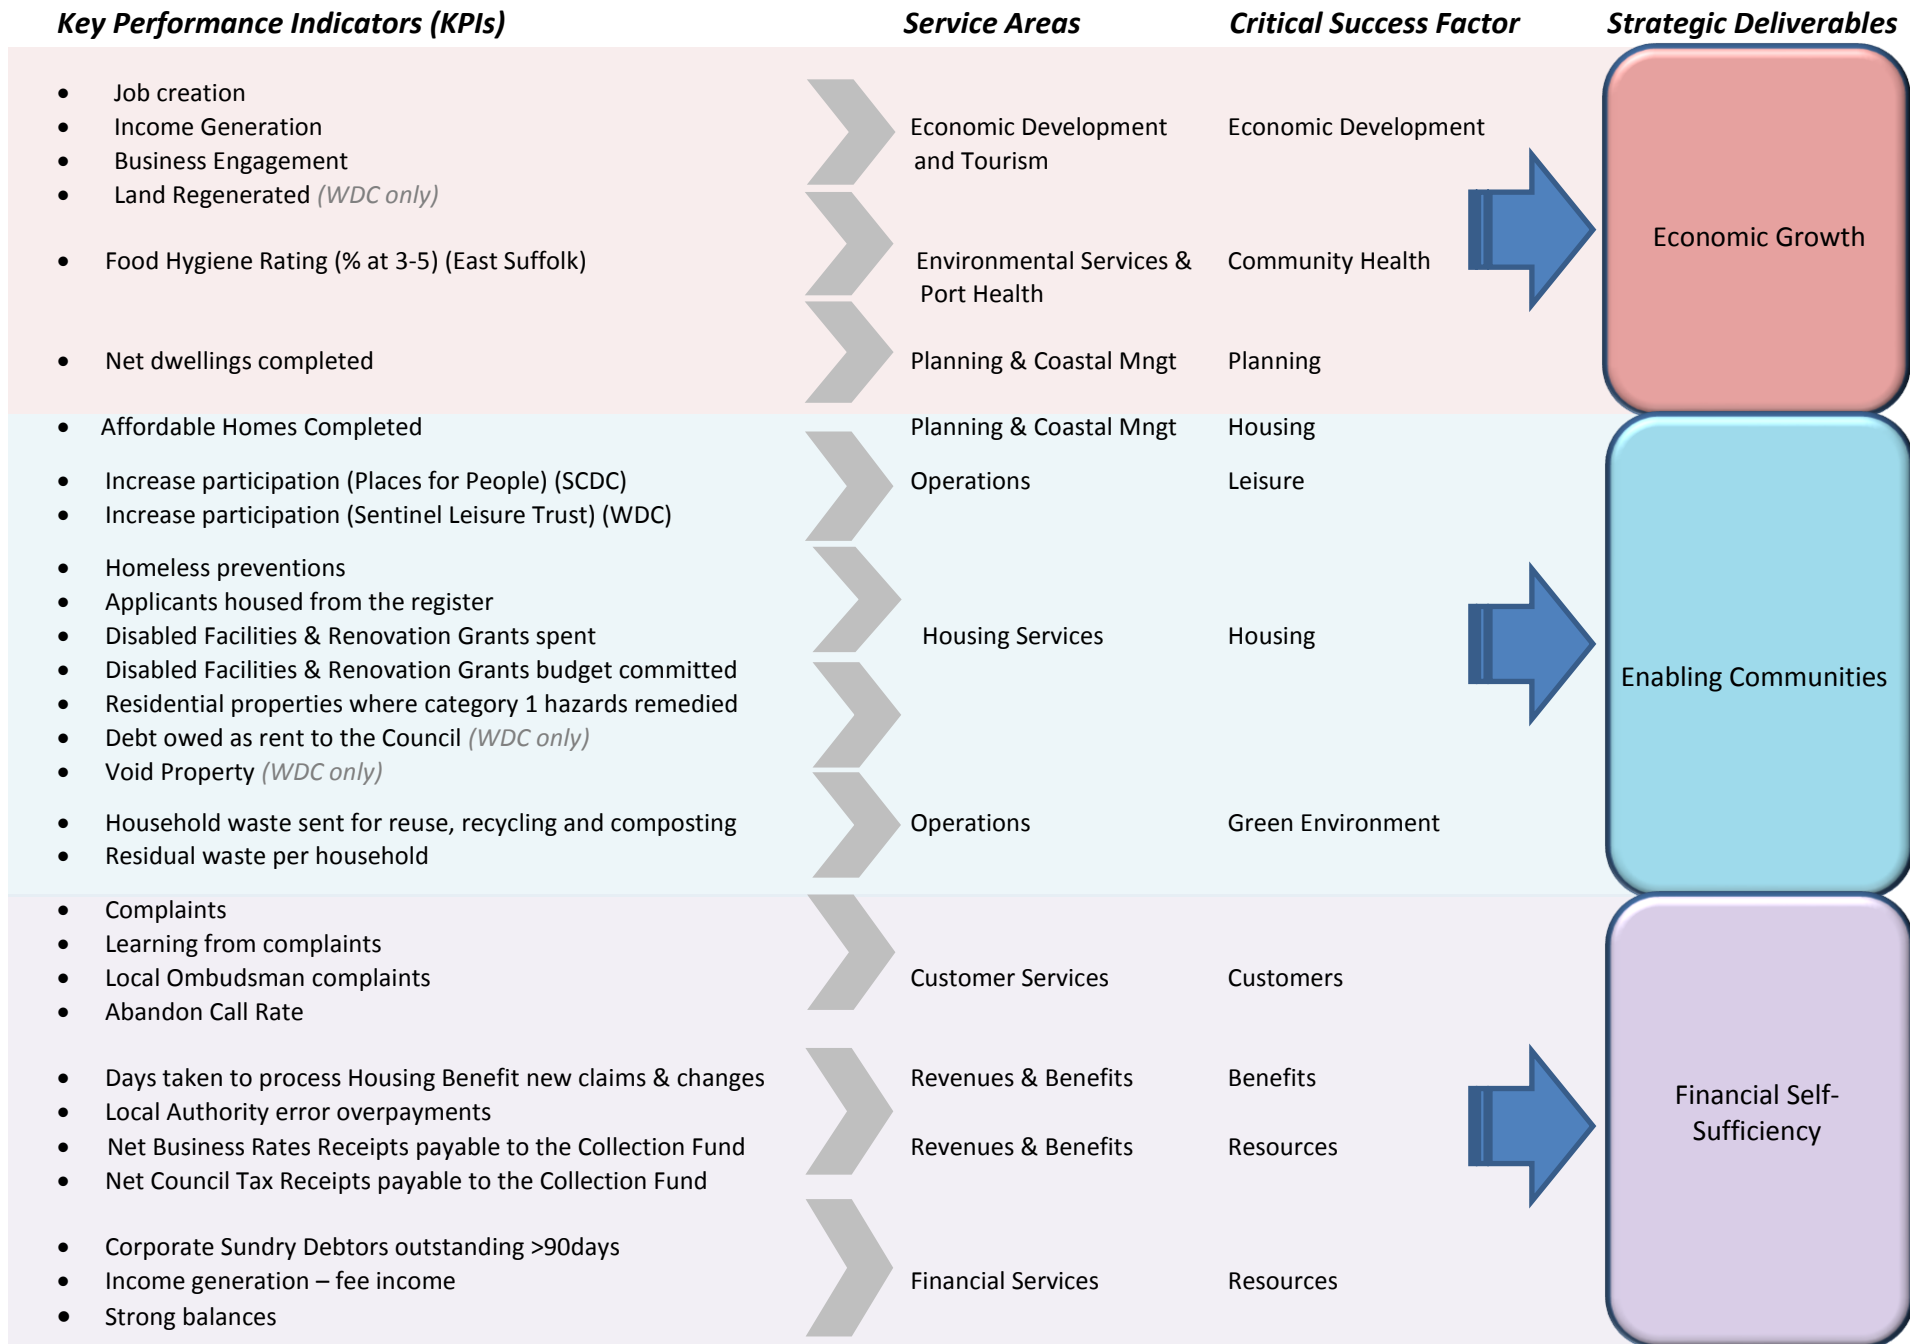 Key Performance Indicators (KPIs) Service Areas Critical Success Factor Strategic Deliverables
• Job creation
• Income Generation Economic Development Economic Development
• Business Engagement and Tourism
• Land Regenerated (WDC only)
Economic Growth
• Food Hygiene Rating (% at 3-5) (East Suffolk) Environmental Services & Community Health
Port Health
• Net dwellings completed Planning & Coastal Mngt Planning
• Affordable Homes Completed Planning & Coastal Mngt Housing
• Increase participation (Places for People) (SCDC) Operations Leisure
• Increase participation (Sentinel Leisure Trust) (WDC)
• Homeless preventions
• Applicants housed from the register
• Disabled Facilities & Renovation Grants spent Housing Services Housing
• Disabled Facilities & Renovation Grants budget committed Enabling Communities
• Residential properties where category 1 hazards remedied
• Debt owed as rent to the Council (WDC only)
• Void Property (WDC only)
• Household waste sent for reuse, recycling and composting Operations Green Environment
• Residual waste per household
• Complaints
• Learning from complaints
• Local Ombudsman complaints Customer Services Customers
• Abandon Call Rate
• Days taken to process Housing Benefit new claims & changes Revenues & Benefits Benefits
Financial Self-
• Local Authority error overpayments
Sufficiency
• Net Business Rates Receipts payable to the Collection Fund Revenues & Benefits Resources
• Net Council Tax Receipts payable to the Collection Fund
• Corporate Sundry Debtors outstanding >90days
• Income generation – fee income Financial Services Resources
• Strong balances